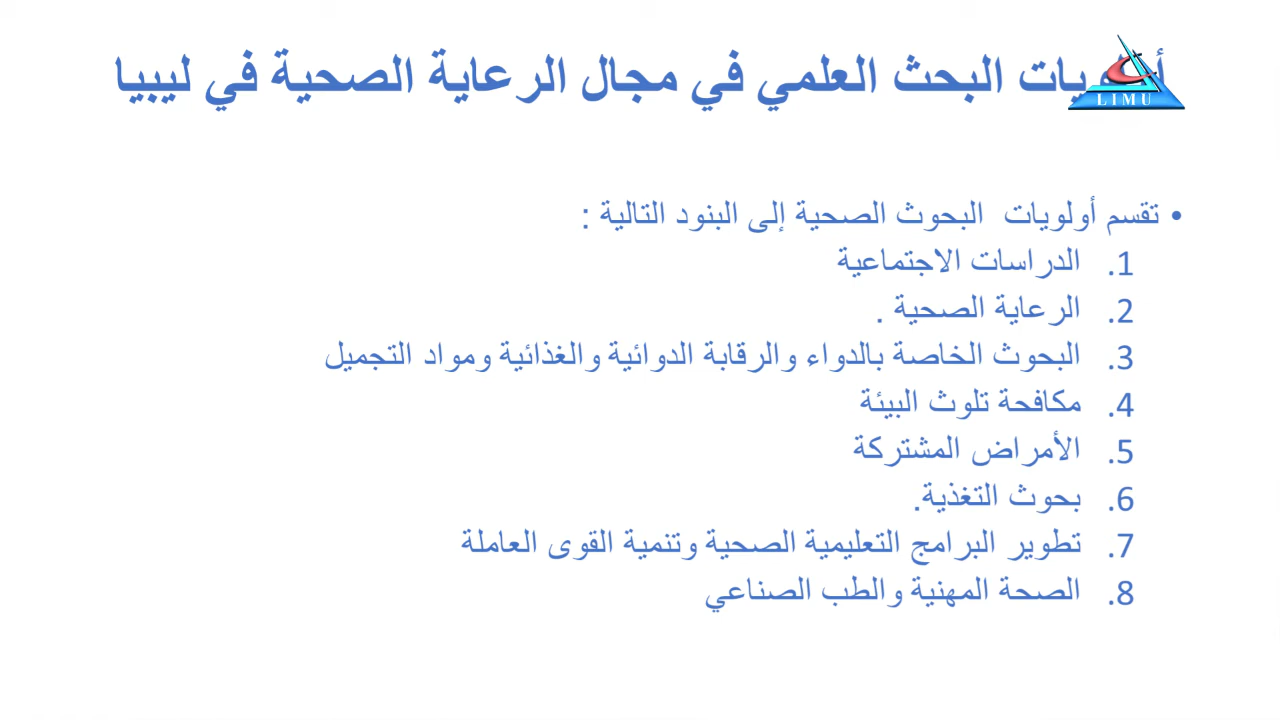 أولويات البحث العلمي في مجال الرعاية الصحية في ليبيا
LIMU
• تقسم أولويات البحوث الصحية إلى البنود التالية :
1. الدراسات الاجتماعية
2. الرعاية الصحية .
3. البحوث الخاصة بالدواء والرقابة الدوائية والغذائية ومواد التجميل
4. مكافحة تلوث البيئة
5. الأمراض المشتركة
6. بحوث التغذية.
7. تطوير البرامج التعليمية الصحية وتنمية القوى العاملة
8. الصحة المهنية والطب الصناعي